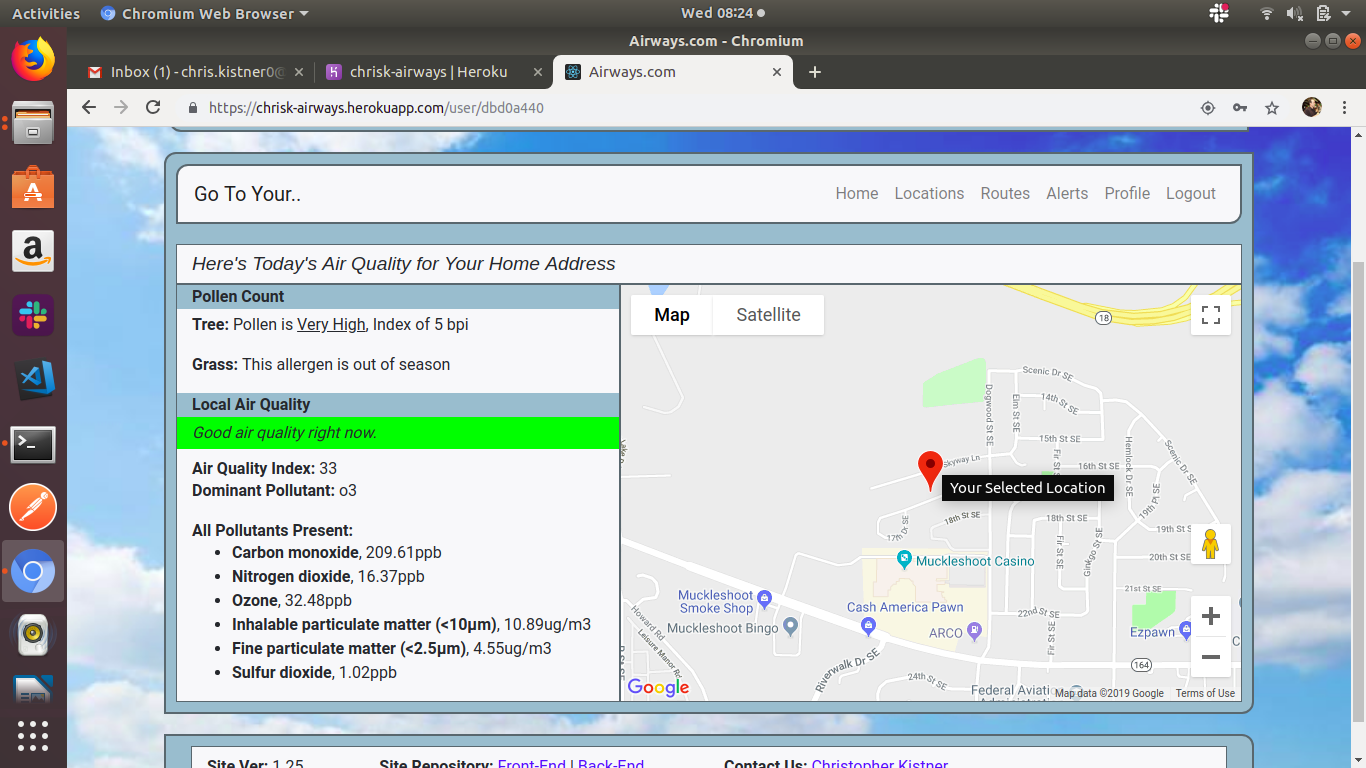 Activities
Chromium Web Browser
Wed 08:24
Airways.com - Chromium
Inbox (1) - chris.kistner0@
chrisk-airways | Heroku
Airways.com
https://chrisk-airways.herokuapp.com/user/dbd0a440
Go To Your..
Home Locations Routes Alerts Profile Logout
Here's Today's Air Quality for Your Home Address
Pollen Count
Tree: Pollen is Very High, Index of 5 bpi
Grass: This allergen is out of season
Local Air Quality
Good air quality right now.
Air Quality Index: 33
Dominant Pollutant: o3
All Pollutants Present:
Carbon monoxide, 209.61ppb
Nitrogen dioxide, 16.37ppb
Ozone, 32.48ppb
Inhalable particulate matter (<10µm), 10.89ug/m3
Fine particulate matter (<2.5µm), 4.55ug/m3
Sulfur dioxide, 1.02ppb
Map Satellite
18
Scenic Dr SE
14th St SE
Dogwood St SE
Elm St SE
15th St SE
Skyway Ln
16th St SE
Hemlock Dr SE
Your Selected Location
19th Pl SE
18th St SE
18th St SE
17th Dr SE
19th St SE
Fir St SE
Ginkgo St SE
20th St SE
Muckleshoot Casino
21st St SE
Muckleshoot
Smoke Shop
Cash America Pawn
22nd St SE
Howard Rd
Muckleshoot Bingo
ARCO
Ezpawn
Leisure Manor Rd
Fir St SE
Riverwalk Dr SE
164
24th St SE
Google
Federal Aviatio
Map data ©2019 Google Terms of Use
Site Ver: 1.25
Site Repository: Front-End | Back-End
Contact Us: Christopher Kistner